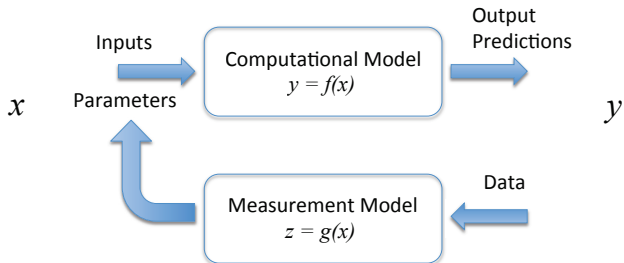 Inputs
Parameters
x
Computational Model
y = f(x)
Output
Predictions
y
Measurement Model
z = g(x)
Data